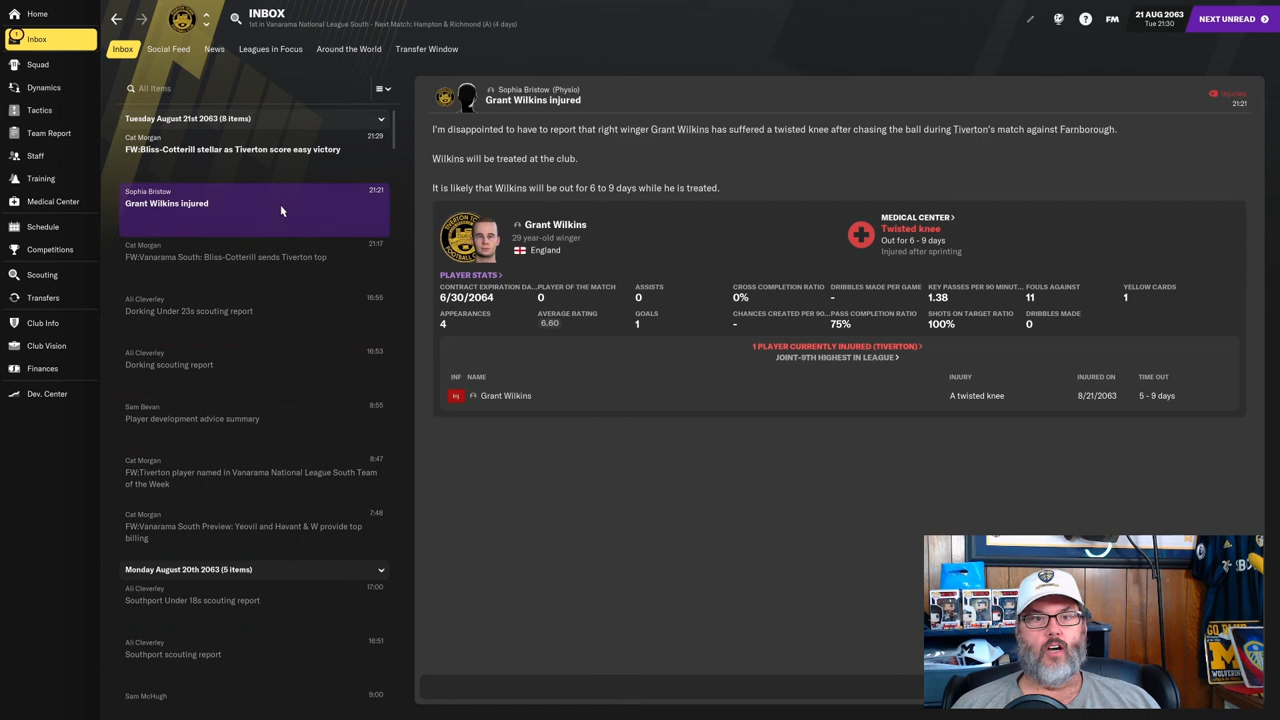 Home
Inbox
Squad
Dynamics
Tactics
Team Report
Staff
Training
Medical Center
Schedule
Competitions
Scouting
Transfers
Club Info
Club Vision
Finances
Dev. Center
INBOX
1st in Vanarama National League South - Next Match: Hampton & Richmond (A) (4 days)
FM
21 AUG 2063
Tue 21:30
NEXT UNREAD
Inbox
Social Feed
News
Leagues in Focus
Around the World
Transfer Window
All Items
Tuesday August 21st 2063 (8 items)
Cat Morgan
21:29
FW:Bliss-Cotterill stellar as Tiverton score easy victory
Sophia Bristow
21:21
Grant Wilkins injured
Cat Morgan
21:17
FW:Vanarama South: Bliss-Cotterill sends Tiverton top
Ali Cleverley
16:55
Dorking Under 23s scouting report
Ali Cleverley
16:53
Dorking scouting report
Sam Bevan
8:55
Player development advice summary
Cat Morgan
8:47
FW:Tiverton player named in Vanarama National League South Team
of the Week
Cat Morgan
7:48
FW:Vanarama South Preview: Yeovil and Havant & W provide top
billing
Monday August 20th 2063 (5 items)
Ali Cleverley
17:00
Southport Under 18s scouting report
Ali Cleverley
16:51
Southport scouting report
Sam McHugh
9:00
Sophia Bristow (Physio)
Grant Wilkins injured
Injuries
21:21
I'm disappointed to have to report that right winger Grant Wilkins has suffered a twisted knee after chasing the ball during Tiverton's match against Farnborough.
Wilkins will be treated at the club.
It is likely that Wilkins will be out for 6 to 9 days while he is treated.
Grant Wilkins
29 year-old winger
England
MEDICAL CENTER
Twisted knee
Out for 6 - 9 days
Injured after sprinting
PLAYER STATS
CONTRACT EXPIRATION DA...
PLAYER OF THE MATCH
ASSISTS
CROSS COMPLETION RATIO
DRIBBLES MADE PER GAME
KEY PASSES PER 90 MINUT...
FOULS AGAINST
YELLOW CARDS
6/30/2064
0
0
0%
-
1.38
11
1
APPEARANCES
AVERAGE RATING
GOALS
CHANCES CREATED PER 90...
PASS COMPLETION RATIO
SHOTS ON TARGET RATIO
DRIBBLES MADE
4
6.60
1
-
75%
100%
0
1 PLAYER CURRENTLY INJURED (TIVERTON)
JOINT-9TH HIGHEST IN LEAGUE
INF
NAME
INJURY
INJURED ON
TIME OUT
Inj
Grant Wilkins
A twisted knee
8/21/2063
5 - 9 days
GO BLUE
WOLVERINES